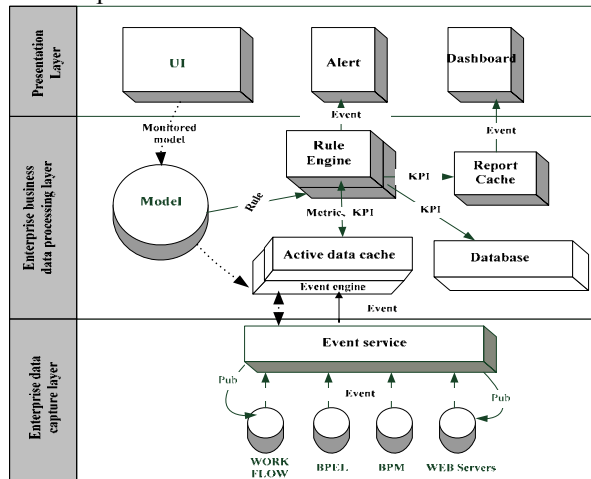 Presentation
Layer
UI
Alert
Dashboard
Monitored
model
Event
Event
Enterprise business
data processing layer
Model
Rule
Rule
Engine
KPI
Report
Cache
Metric
KPI
KPI
Active data cache
Event engine
Database
Event
Enterprise data
capture layer
Event service
Pub
Event
Pub
WORK
FLOW
BPEL
BPM
WEB Servers